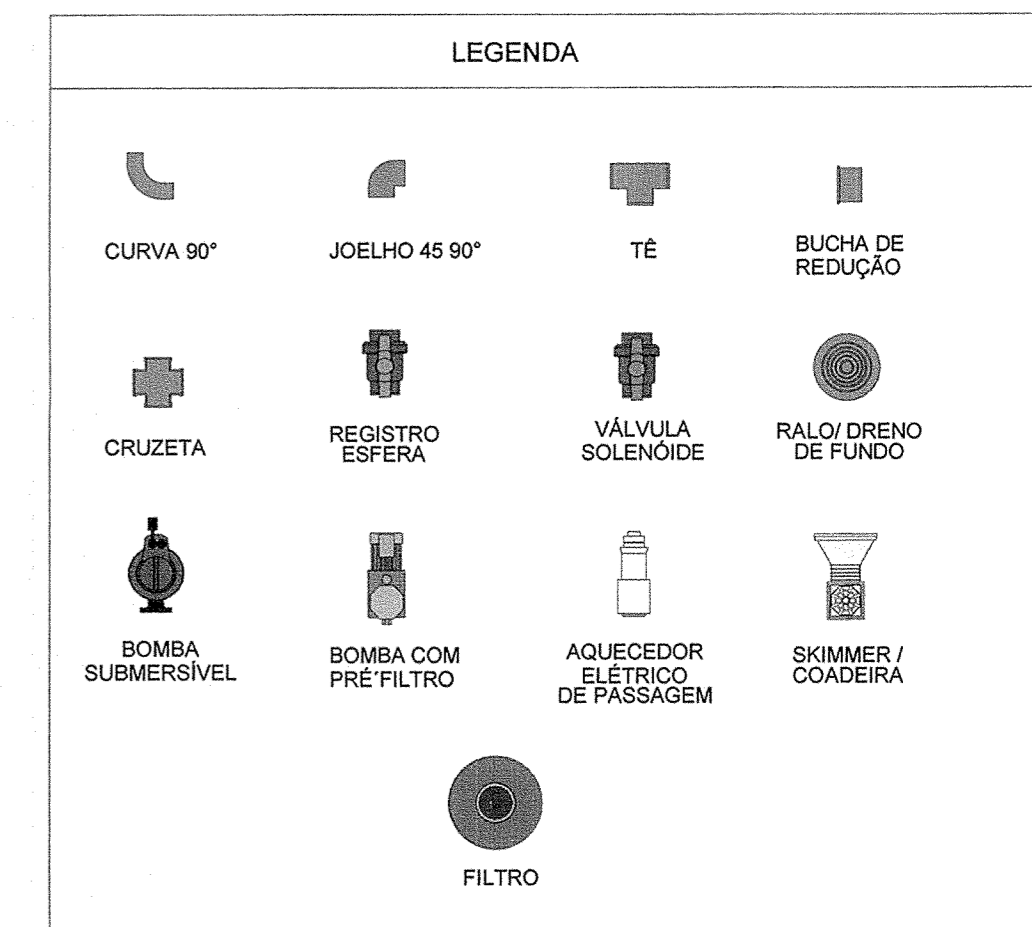 LEGENDA
CURVA 90°
JOELHO 45 90°
TÊ
BUCHA DE
REDUÇÃO
CRUZETA
REGISTRO
ESFERA
VÁLVULA
SOLENÓIDE
RALO/ DRENO
DE FUNDO
BOMBA
SUBMERSÍVEL
BOMBA COM
PRÉ´FILTRO
AQUECEDOR
ELÉTRICO
DE PASSAGEM
SKIMMER /
COADEIRA
FILTRO